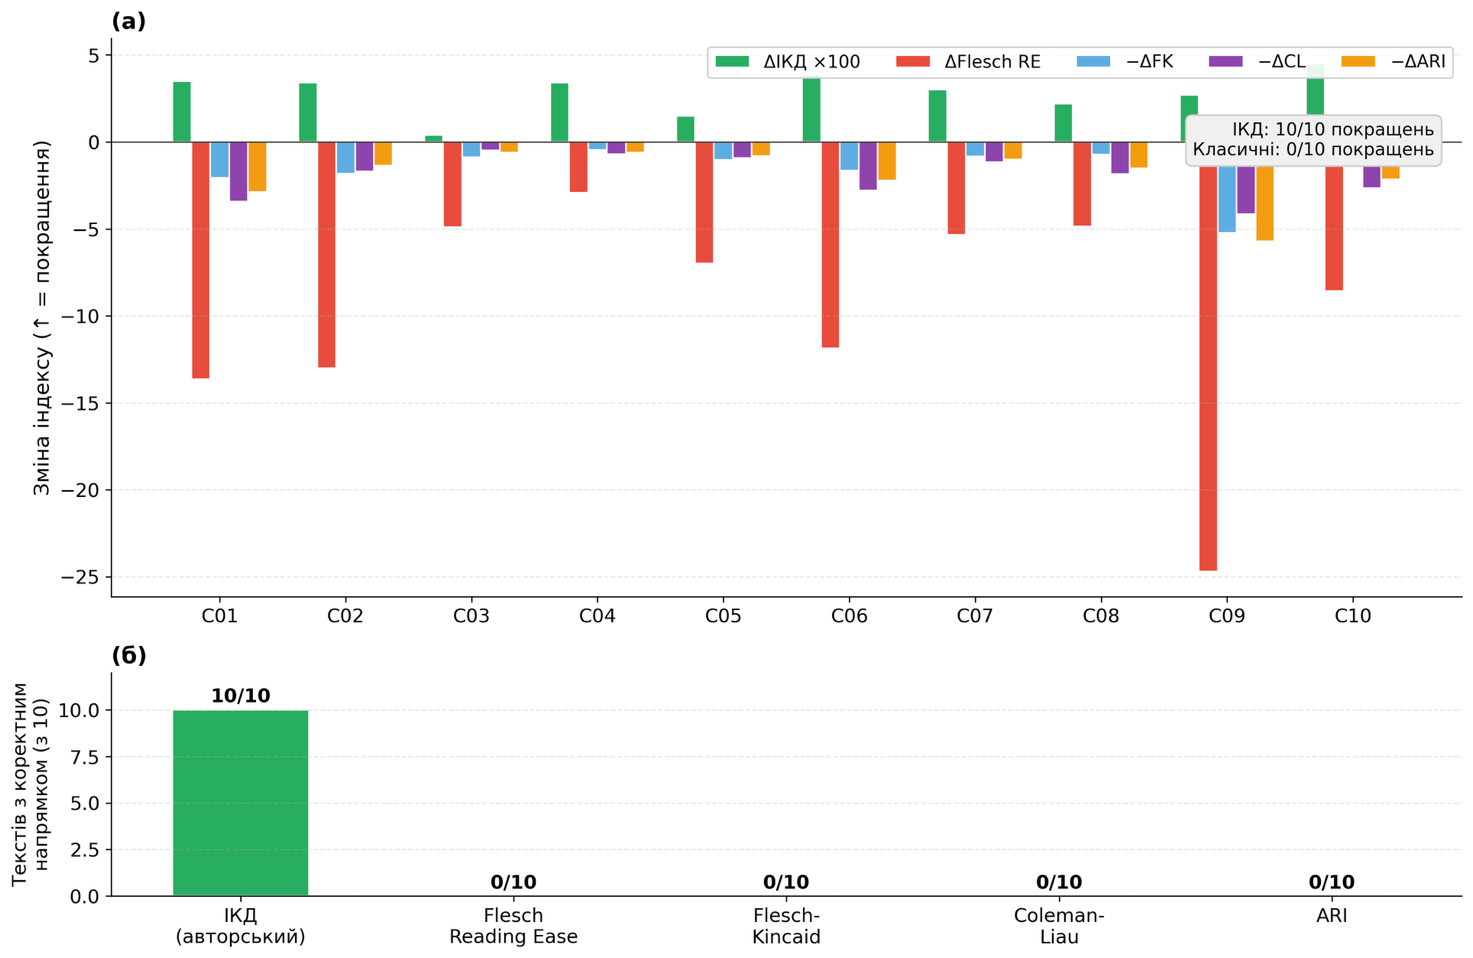 (а)
ΔІКД ×100 ΔFlesch RE −ΔFK −ΔCL −ΔARI
ІКД: 10/10 покращень
Класичні: 0/10 покращень
Зміна індексу (↑ = покращення)
5
0
−5
−10
−15
−20
−25
C01 C02 C03 C04 C05 C06 C07 C08 C09 C10
(б)
Текстів з коректним
напрямком (з 10)
10.0
7.5
5.0
2.5
0.0
10/10 0/10 0/10 0/10 0/10
ІКД Flesch Flesch- Coleman- ARI
(авторський) Reading Ease Kincaid Liau